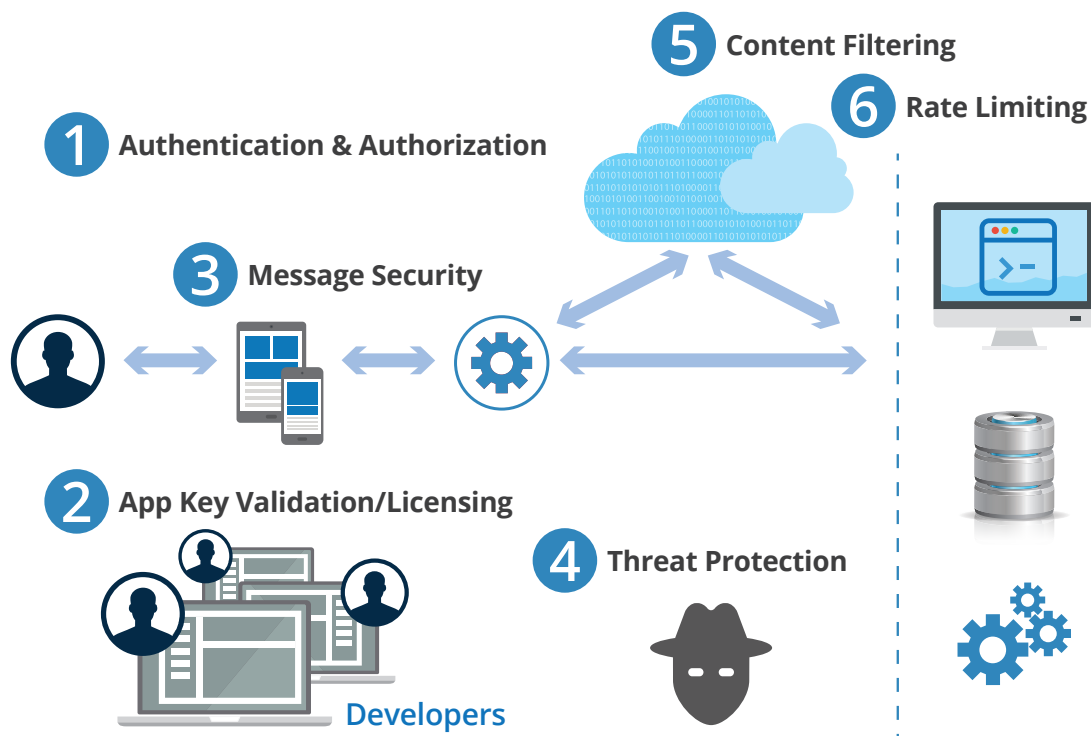 5 Content Filtering
6 Rate Limiting
1 Authentication & Authorization
3 Message Security
2 App Key Validation/Licensing
4 Threat Protection
Developers